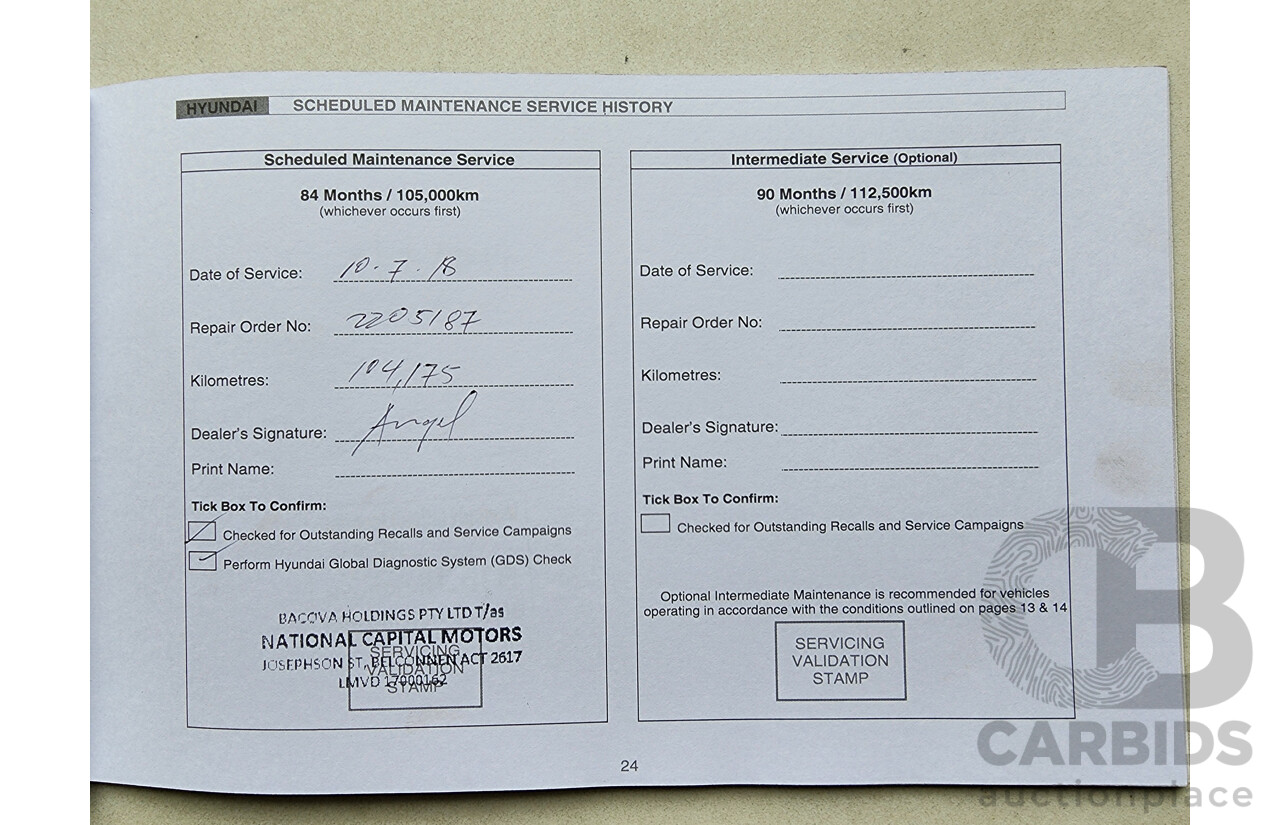 HYUNDAI SCHEDULED MAINTENANCE SERVICE HISTORY
Scheduled Maintenance Service
84 Months / 105,000km
(whichever occurs first)
Date of Service: 10.7.18
Repair Order No: 2205187
Kilometres: 104,175
Dealer's Signature: Angel
Print Name:
Tick Box To Confirm:
Checked for Outstanding Recalls and Service Campaigns
Perform Hyundai Global Diagnostic System (GDS) Check
BACOVA HOLDINGS PTY LTD T/as
NATIONAL CAPITAL MOTORS
JOSEPHSON ST, BELCONNEN ACT 2617
LMVD 17000162
SERVICING
VALIDATION
STAMP
Intermediate Service (Optional)
90 Months / 112,500km
(whichever occurs first)
Date of Service:
Repair Order No:
Kilometres:
Dealer's Signature:
Print Name:
Tick Box To Confirm:
Checked for Outstanding Recalls and Service Campaigns
Optional Intermediate Maintenance is recommended for vehicles
operating in accordance with the conditions outlined on pages 13 & 14
SERVICING
VALIDATION
STAMP
24
CB
CARBIDS
auctionplace